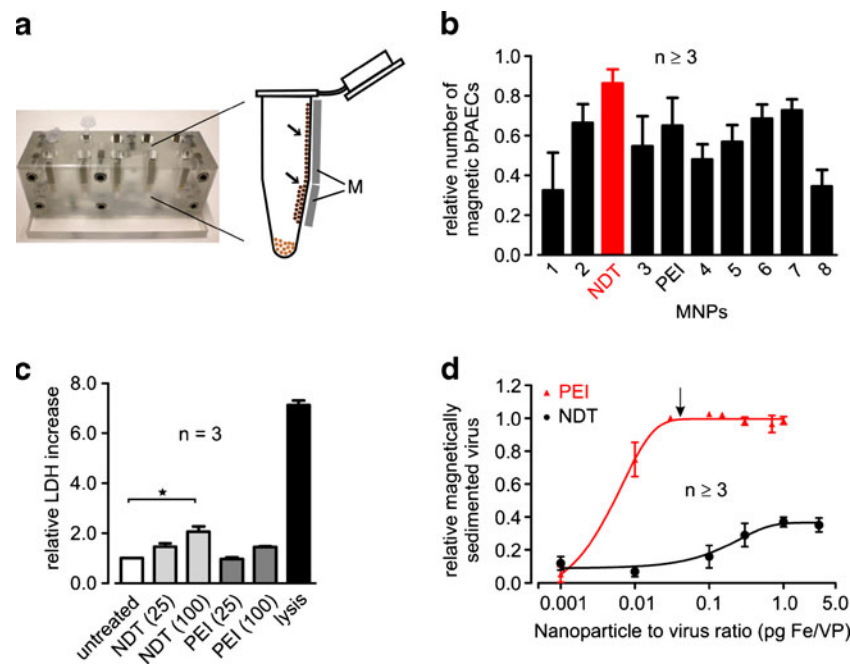 a
M
b
n ≥ 3
relative number of
magnetic bPAECs
1.0
0.8
0.6
0.4
0.2
0.0
1
2
NDT
3
PEI
4
5
6
7
8
MNPs
c
n = 3
relative LDH increase
8.0
6.0
4.0
2.0
0.0
★
untreated
NDT (25)
NDT (100)
PEI (25)
PEI (100)
lysis
d
PEI
NDT
n ≥ 3
relative magnetically
sedimented virus
1.2
1.0
0.8
0.6
0.4
0.2
0.0
0.001
0.01
0.1
1.0
5.0
Nanoparticle to virus ratio (pg Fe/VP)